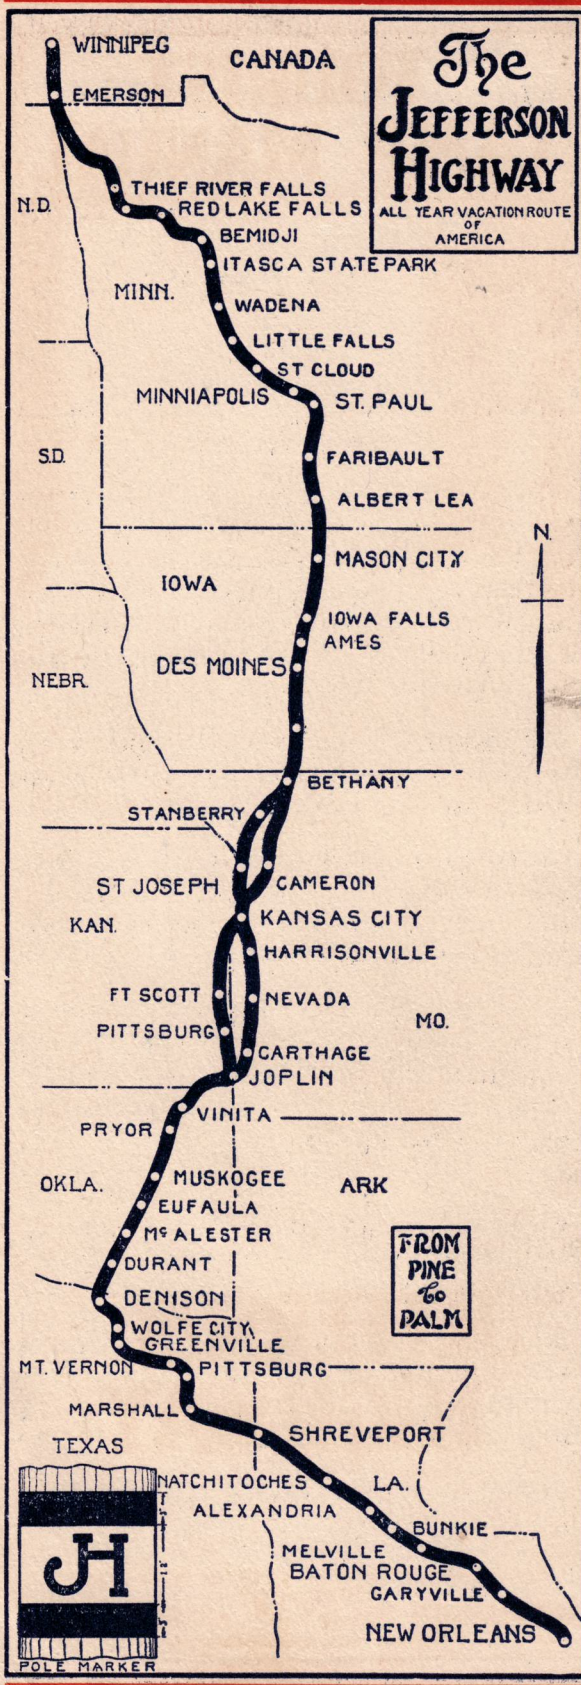 The
JEFFERSON
HIGHWAY
ALL YEAR VACATION ROUTE
OF
AMERICA
WINNIPEG
CANADA
EMERSON
N.D.
THIEF RIVER FALLS
RED LAKE FALLS
BEMIDJI
ITASCA STATE PARK
MINN.
WADENA
LITTLE FALLS
ST CLOUD
MINNIAPOLIS
ST. PAUL
S.D.
FARIBAULT
ALBERT LEA
N.
MASON CITY
IOWA
IOWA FALLS
AMES
DES MOINES
NEBR.
BETHANY
STANBERRY
ST JOSEPH
CAMERON
KANSAS CITY
KAN.
HARRISONVILLE
FT SCOTT
NEVADA
MO.
PITTSBURG
CARTHAGE
JOPLIN
VINITA
PRYOR
MUSKOGEE
OKLA.
ARK
EUFAULA
Mc ALESTER
DURANT
FROM
PINE
to
PALM
DENISON
WOLFE CITY
GREENVILLE
MT. VERNON
PITTSBURG
MARSHALL
SHREVEPORT
TEXAS
NATCHITOCHES
LA.
ALEXANDRIA
BUNKIE
MELVILLE
BATON ROUGE
GARYVILLE
NEW ORLEANS
JH
POLE MARKER